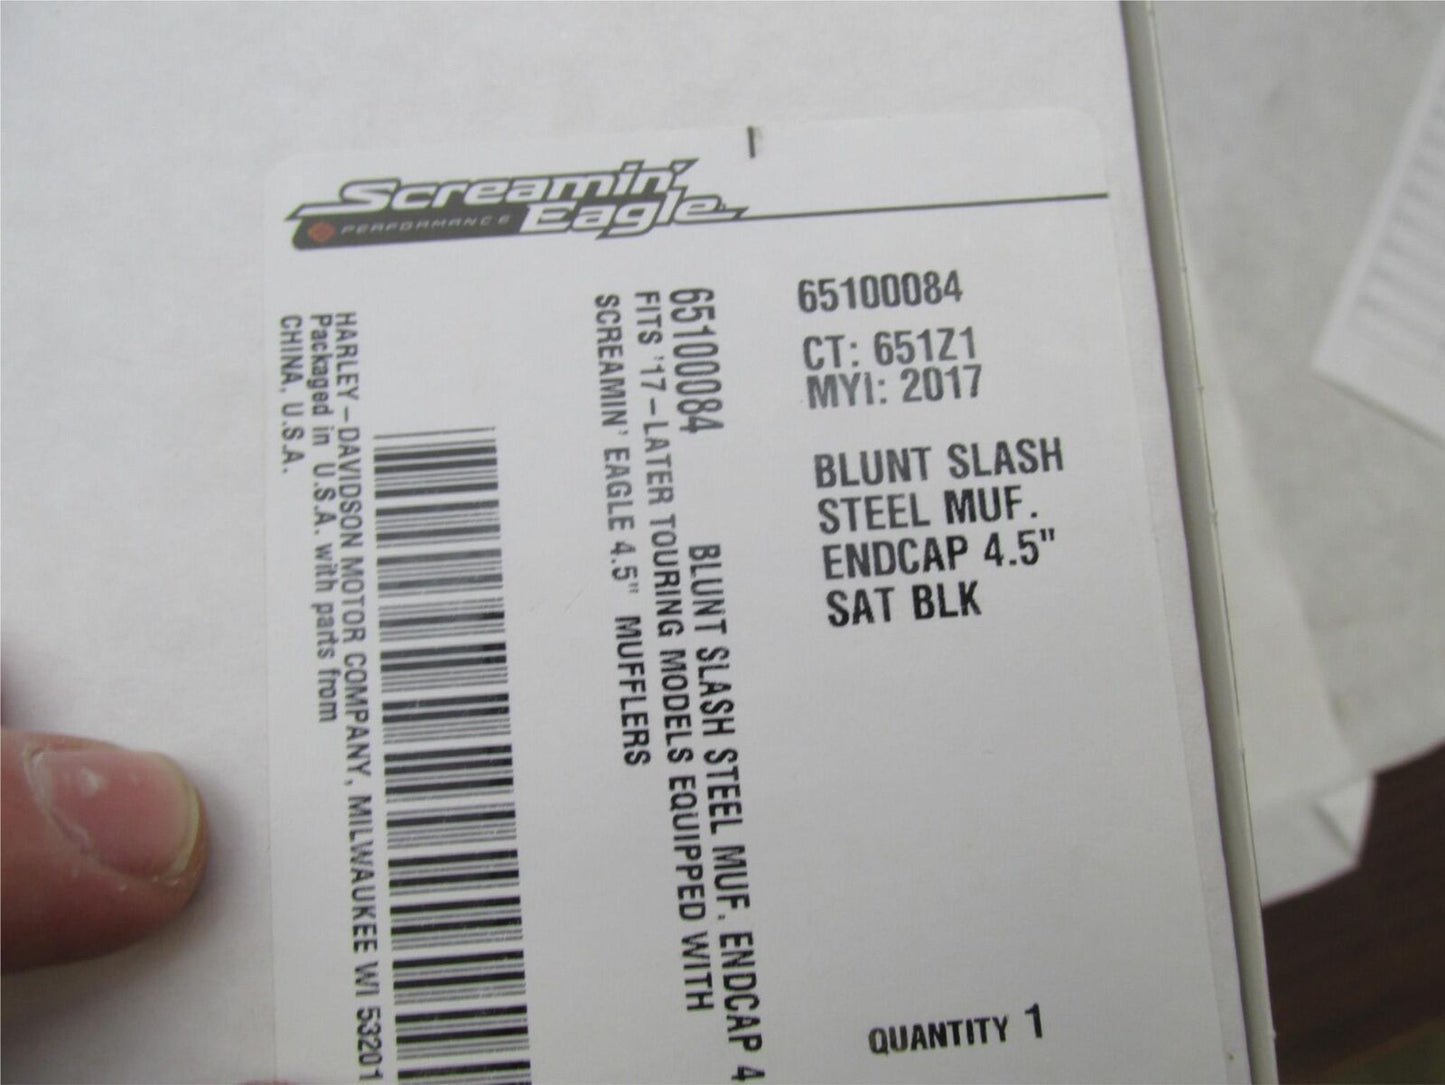 Screamin'
Eagle
PERFORMANCE
65100084
CT: 651Z1
MYI: 2017
BLUNT SLASH
STEEL MUF.
ENDCAP 4.5"
SAT BLK
QUANTITY 1
65100084 BLUNT SLASH STEEL MUF. ENDCAP 4
FITS '17-LATER TOURING MODELS EQUIPPED WITH
SCREAMIN' EAGLE 4.5" MUFFLERS
HARLEY-DAVIDSON MOTOR COMPANY, MILWAUKEE WI 53201
Packaged in U.S.A. with parts from
CHINA, U.S.A.